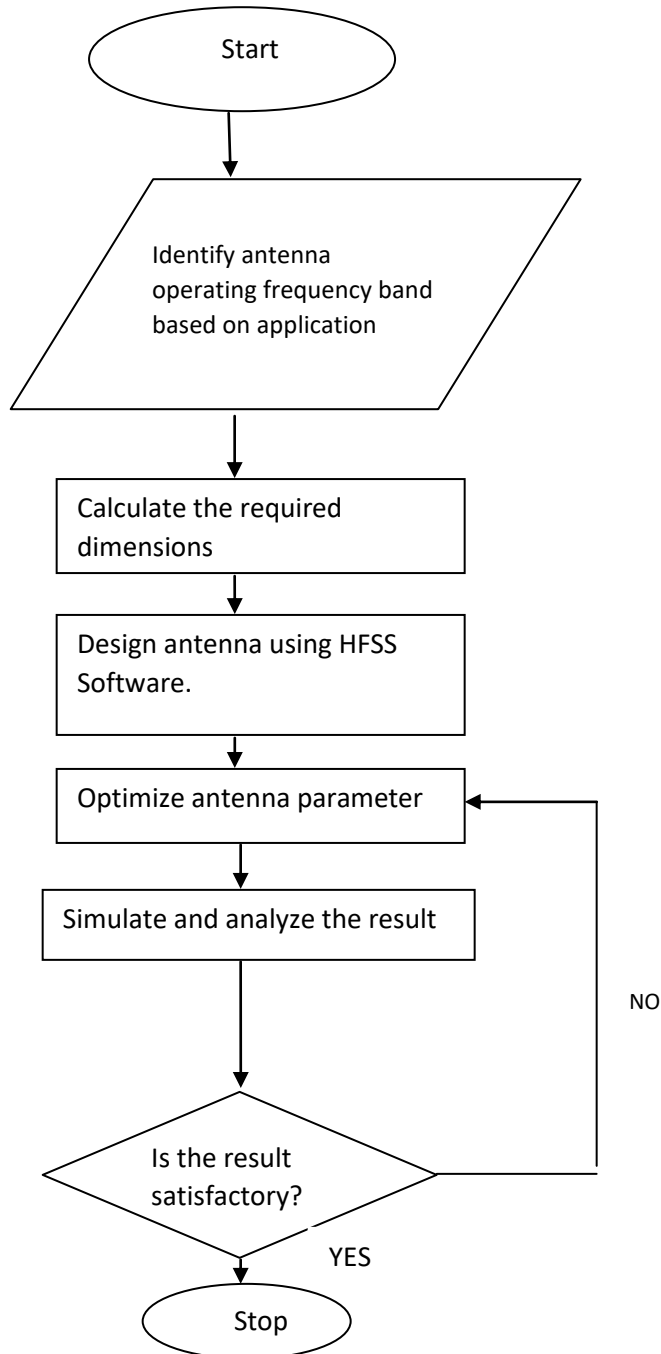 Start
Identify antenna
operating frequency band
based on application
Calculate the required
dimensions
Design antenna using HFSS
Software.
Optimize antenna parameter
Simulate and analyze the result
NO
Is the result
satisfactory?
YES
Stop